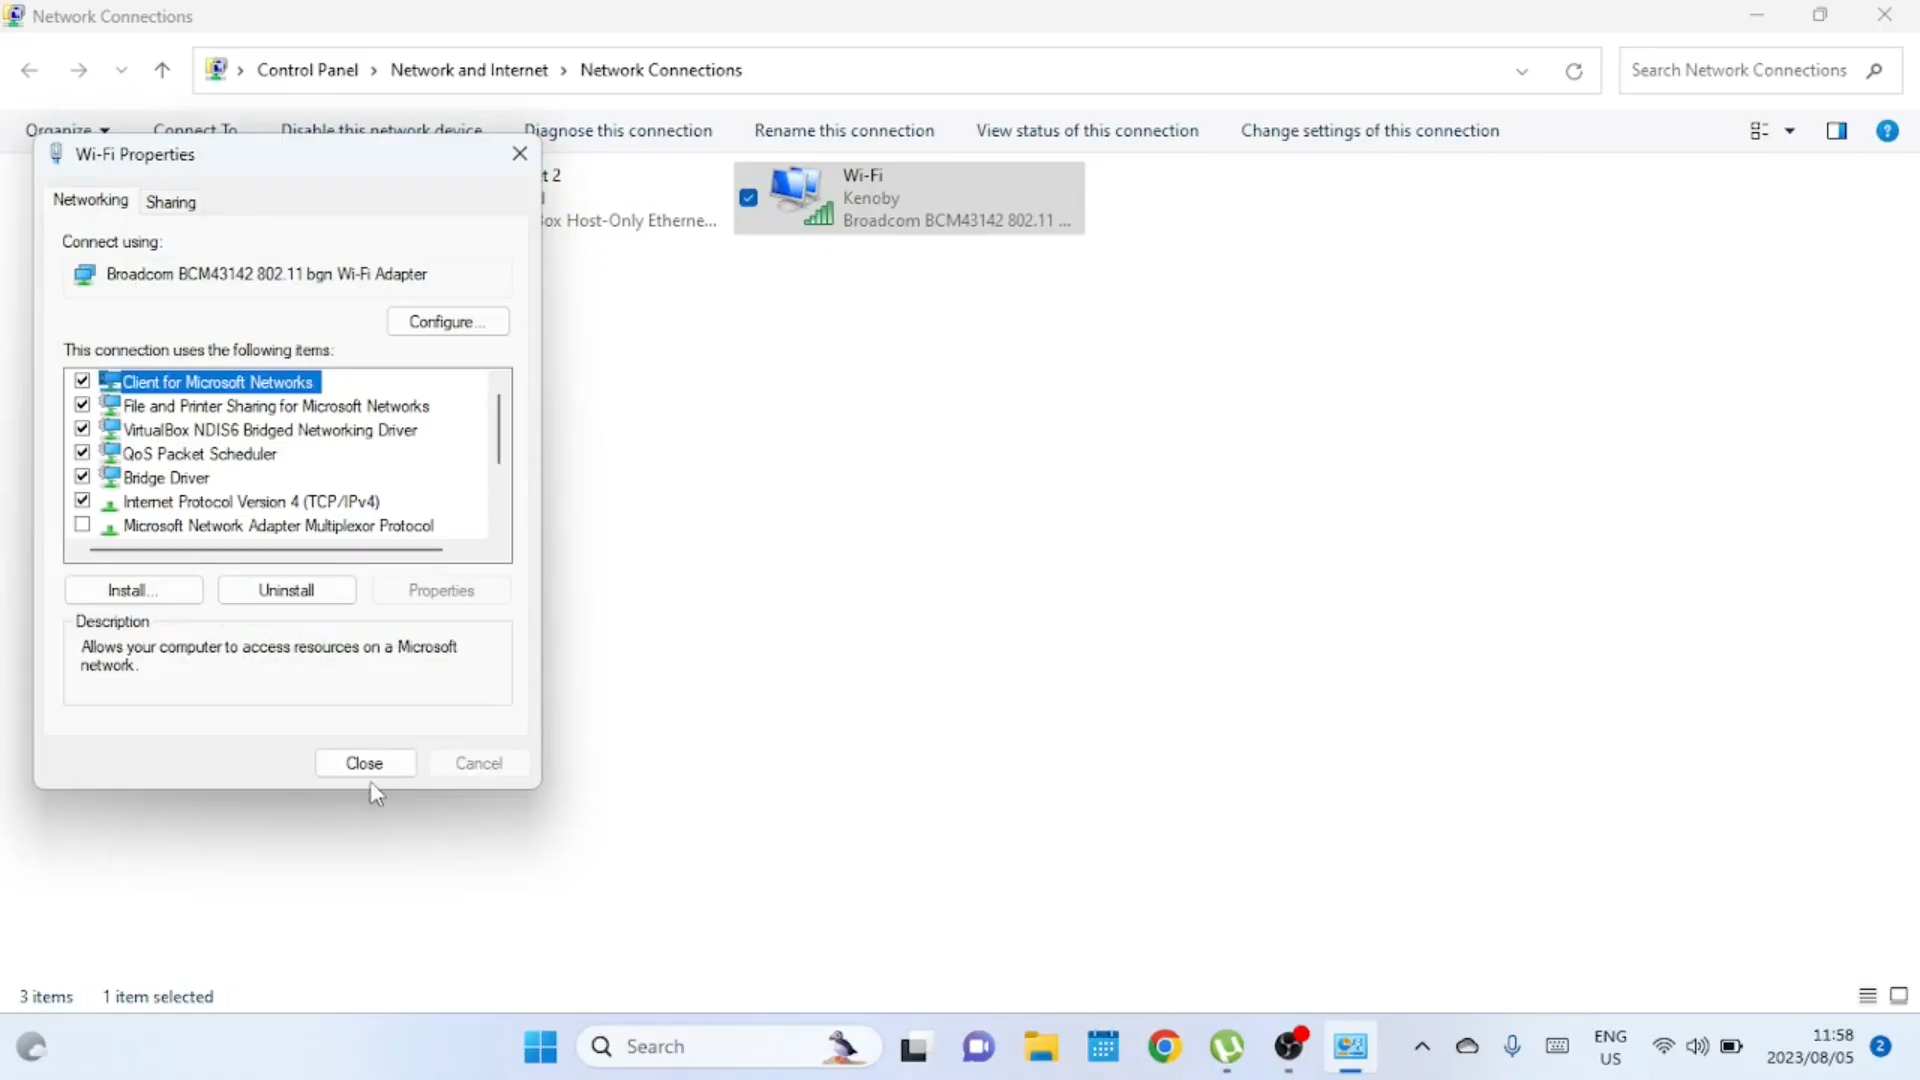 Network Connections
Control Panel > Network and Internet > Network Connections
Search Network Connections
Organize
Connect To
Disable this network device
Diagnose this connection
Rename this connection
View status of this connection
Change settings of this connection
Wi-Fi Properties
Networking
Sharing
Connect using:
Broadcom BCM43142 802.11 bgn Wi-Fi Adapter
Configure...
This connection uses the following items:
Client for Microsoft Networks
File and Printer Sharing for Microsoft Networks
VirtualBox NDIS6 Bridged Networking Driver
QoS Packet Scheduler
Bridge Driver
Internet Protocol Version 4 (TCP/IPv4)
Microsoft Network Adapter Multiplexor Protocol
Install...
Uninstall
Properties
Description
Allows your computer to access resources on a Microsoft
network.
Close
Cancel
t 2
ox Host-Only Etherne...
Wi-Fi
Kenoby
Broadcom BCM43142 802.11 ...
3 items
1 item selected
Search
ENG
US
11:58
2023/08/05
2